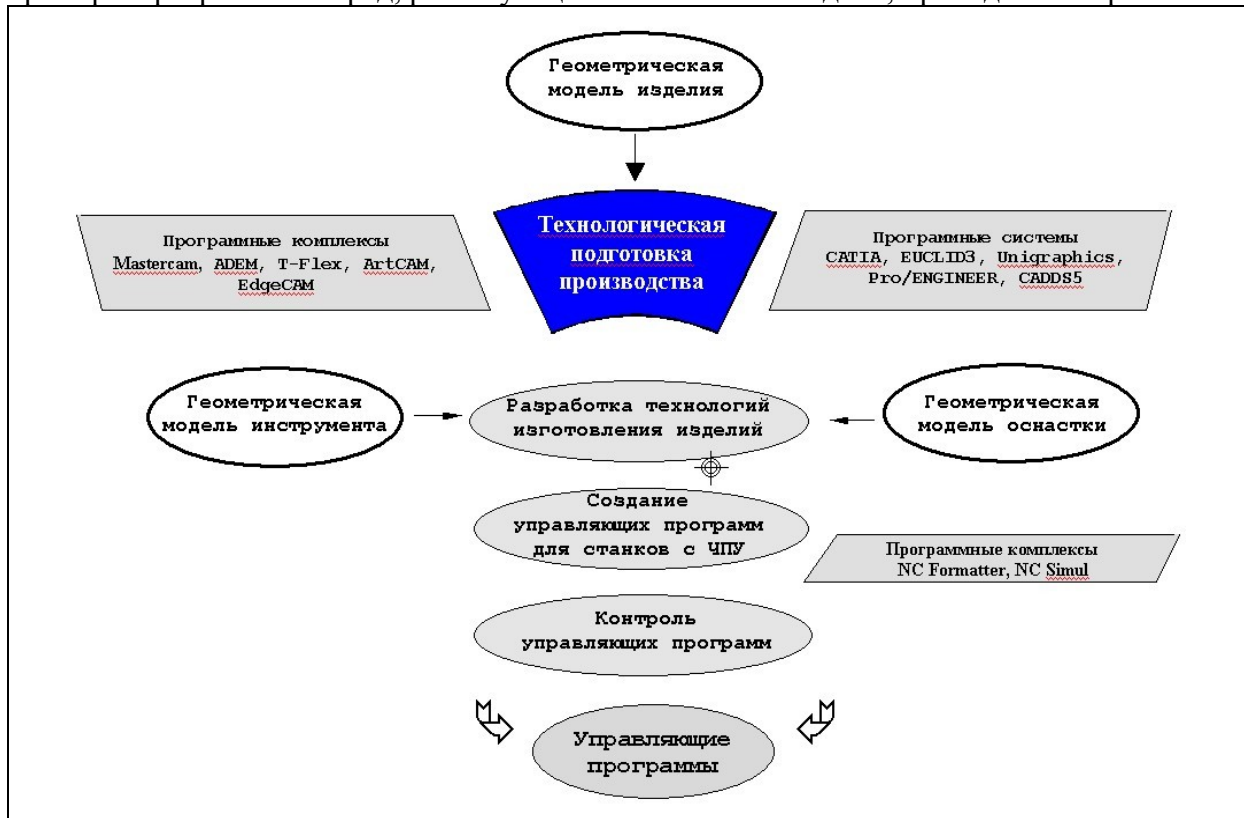 Геометрическая
модель изделия
Технологическая
подготовка
производства
Программные комплексы
Mastercam, ADEM, T-Flex, ArtCAM,
EdgeCAM
Программные системы
CATIA, EUCLID3, Unigraphics,
Pro/ENGINEER, CADDS5
Геометрическая
модель инструмента
Разработка технологий
изготовления изделий
Геометрическая
модель оснастки
Создание
управляющих программ
для станков с ЧПУ
Программные комплексы
NC Formatter, NC Simul
Контроль
управляющих программ
Управляющие
программы